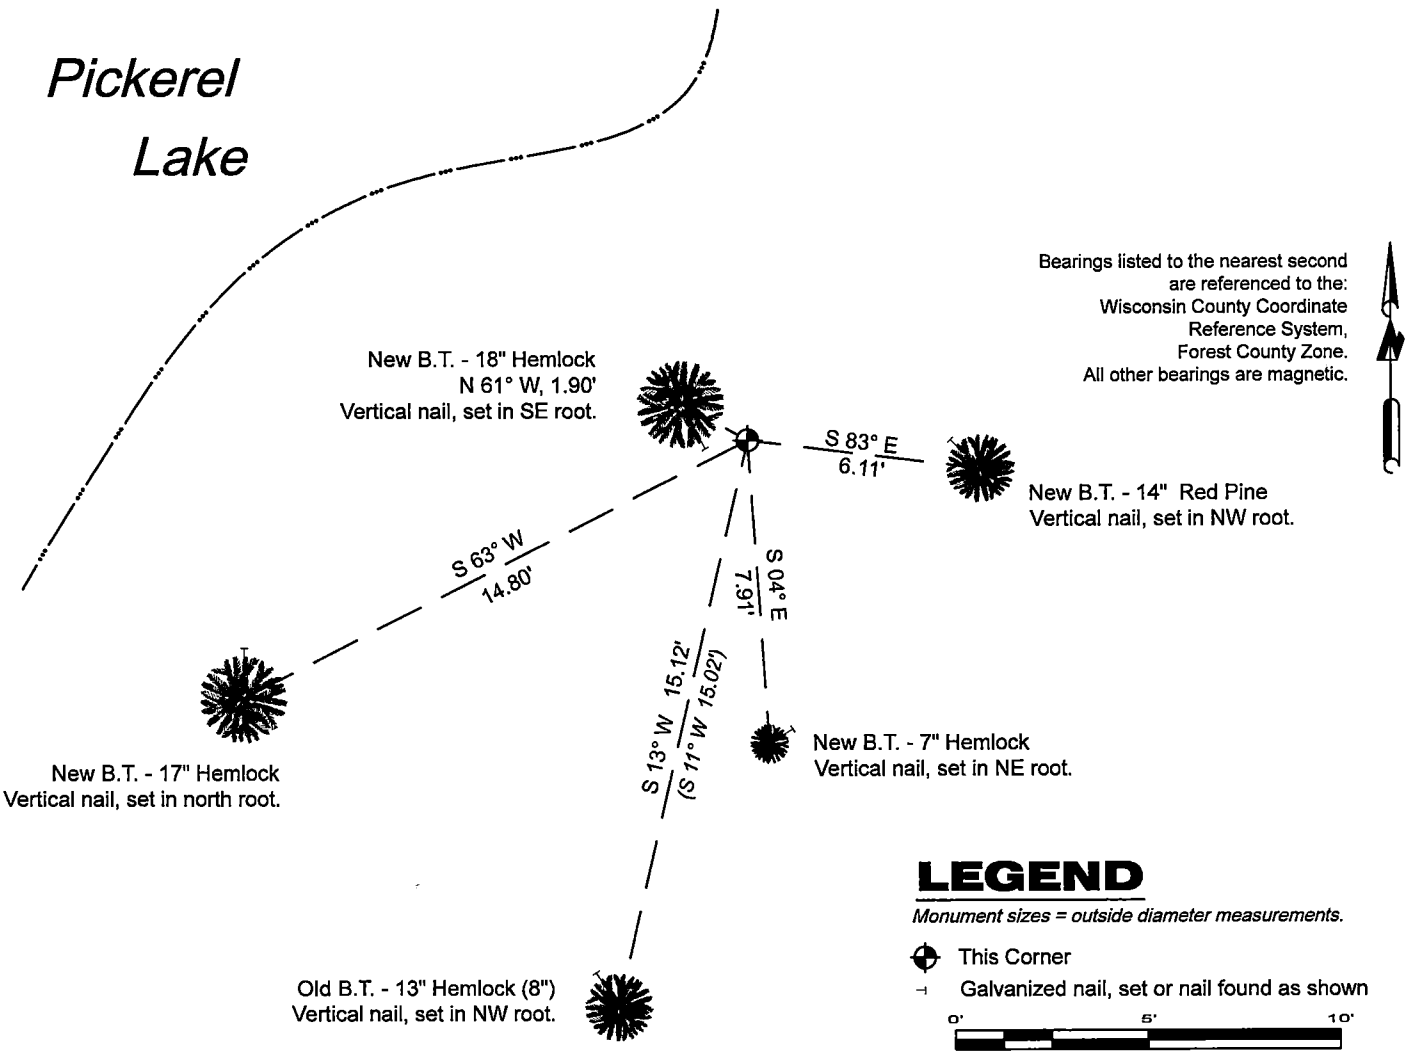 Pickerel
Lake
Bearings listed to the nearest second
are referenced to the:
Wisconsin County Coordinate
Reference System,
Forest County Zone.
All other bearings are magnetic.
New B.T. - 18" Hemlock
N 61° W, 1.90'
Vertical nail, set in SE root.
S 83° E
6.11'
New B.T. - 14" Red Pine
Vertical nail, set in NW root.
S 63° W
14.80'
S 04° E
7.91'
S 13° W 15.12'
(S 11° W 15.02')
New B.T. - 7" Hemlock
Vertical nail, set in NE root.
New B.T. - 17" Hemlock
Vertical nail, set in north root.
Old B.T. - 13" Hemlock (8")
Vertical nail, set in NW root.
LEGEND
Monument sizes = outside diameter measurements.
This Corner
Galvanized nail, set or nail found as shown
0' 5' 10'